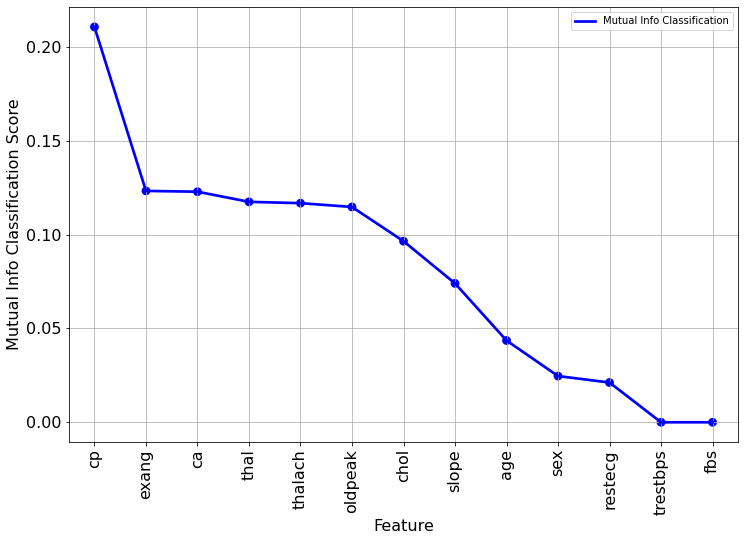 Mutual Info Classification
Mutual Info Classification Score
0.20
0.15
0.10
0.05
0.00
cp
exang
ca
thal
thalach
oldpeak
chol
slope
age
sex
restecg
trestbps
fbs
Feature